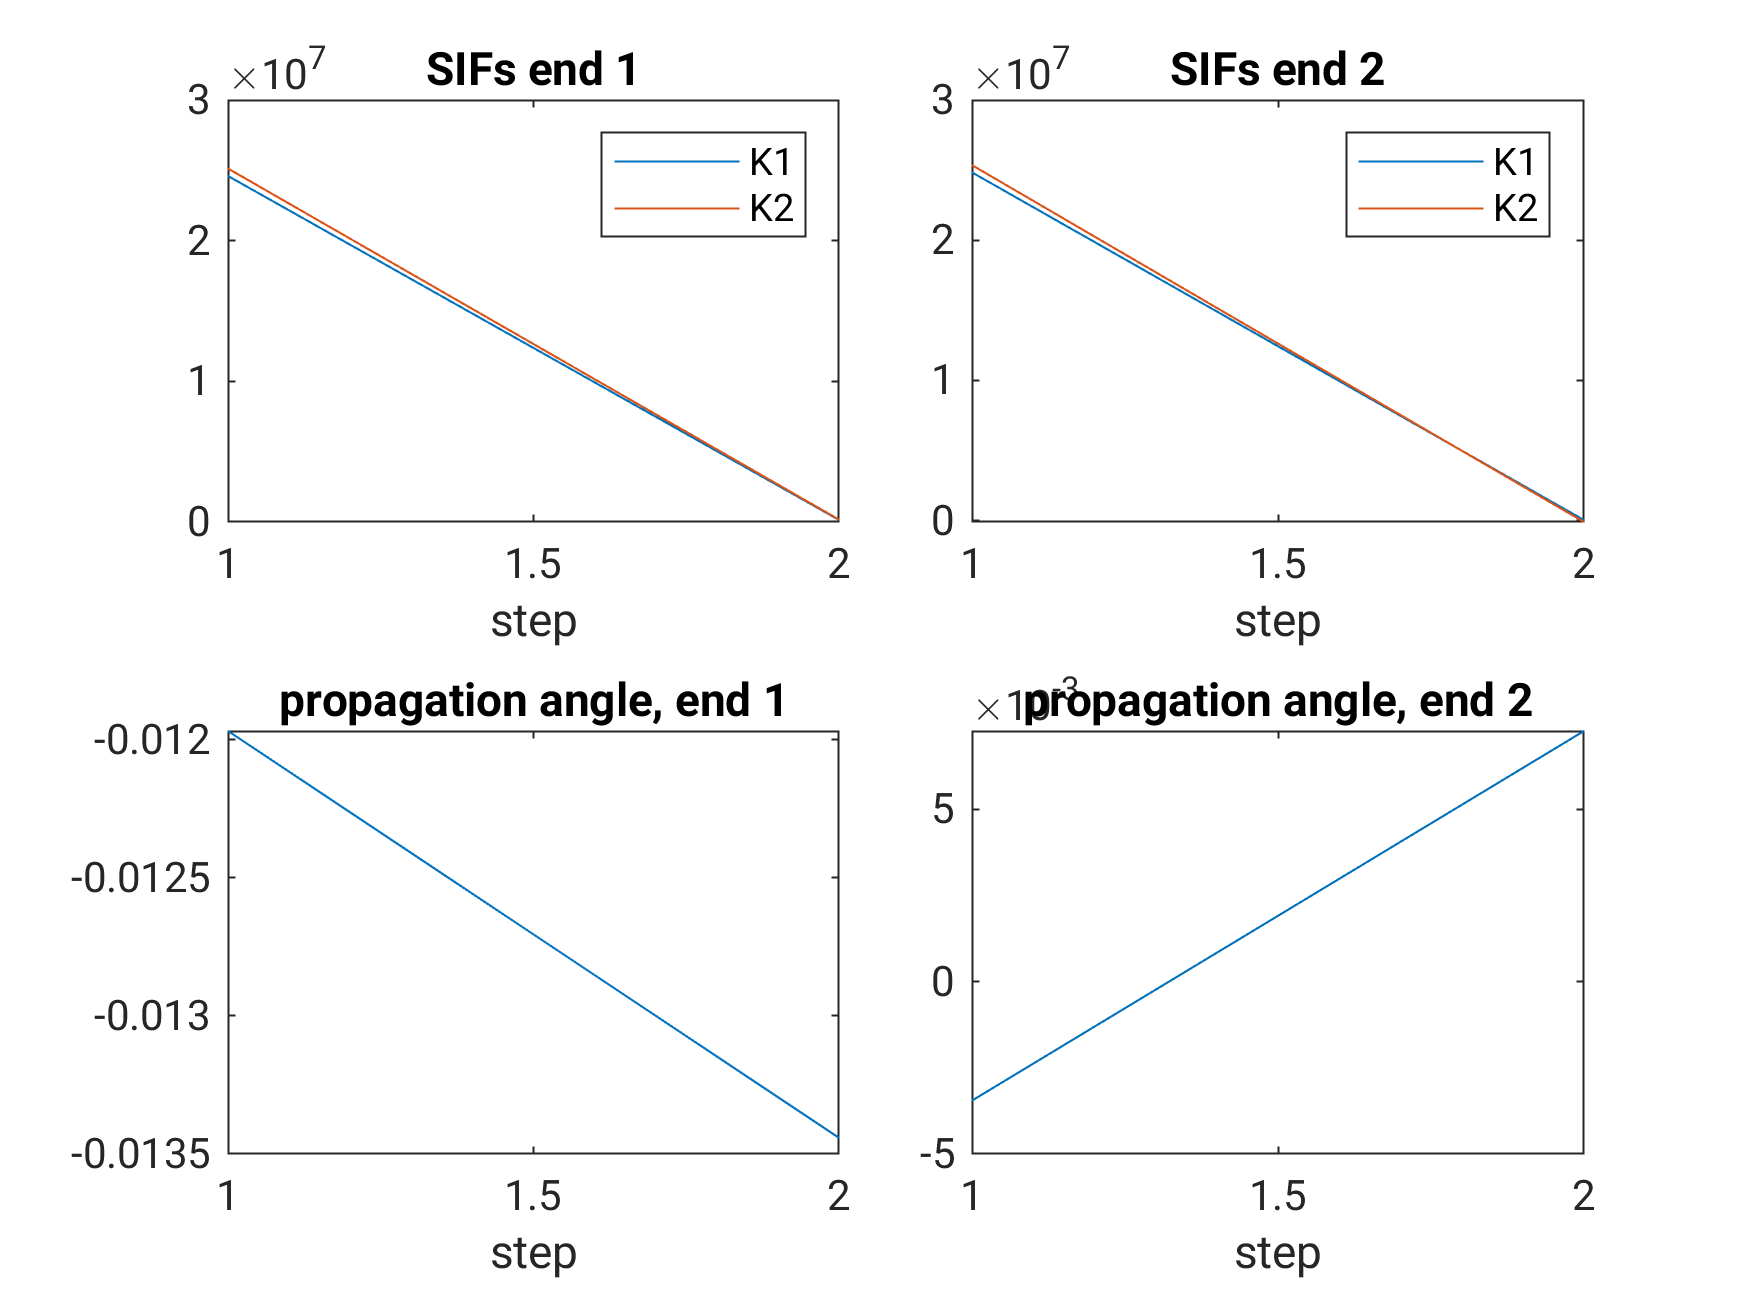 ×10^7
SIFs end 1
3
2
1
0
K1
K2
1
1.5
2
step
×10^7
SIFs end 2
3
2
1
0
K1
K2
1
1.5
2
step
propagation angle, end 1
-0.012
-0.0125
-0.013
-0.0135
1
1.5
2
step
×10^-3
propagation angle, end 2
5
0
-5
1
1.5
2
step